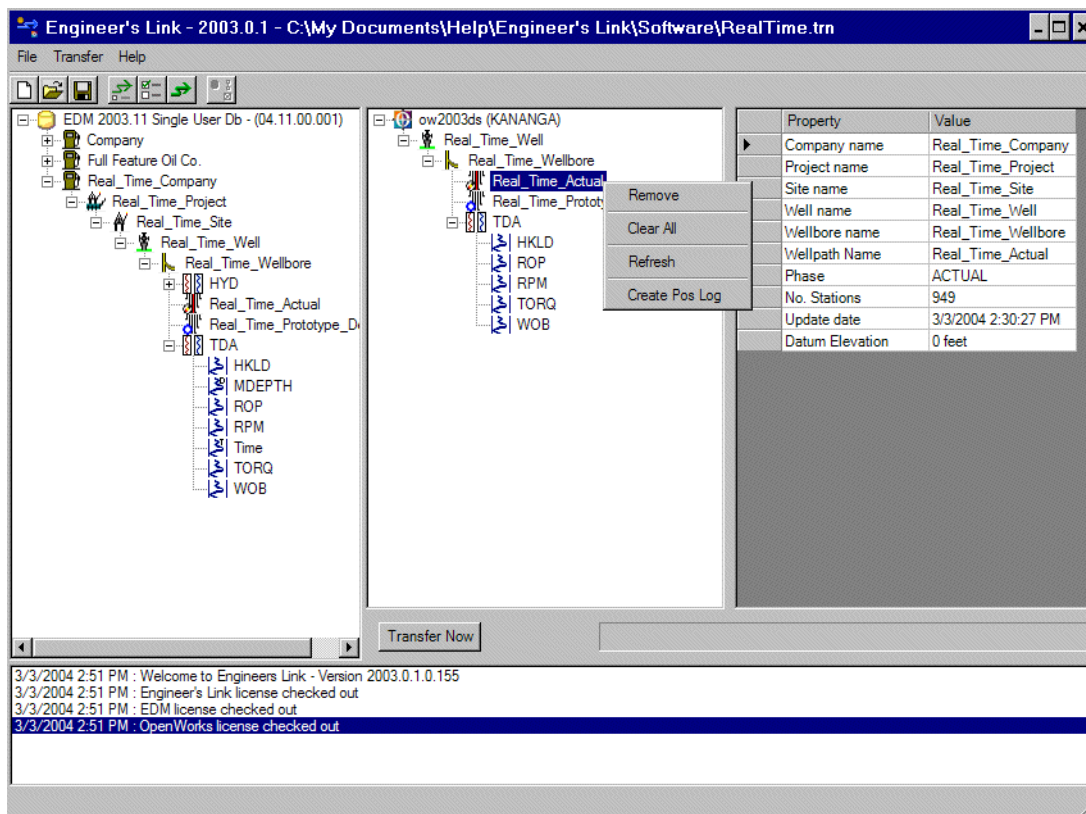 Engineer's Link - 2003.0.1 - C:\My Documents\Help\Engineer's Link\Software\RealTime.trn
File Transfer Help
EDM 2003.11 Single User Db - (04.11.00.001)
Company
Full Feature Oil Co.
Real_Time_Company
Real_Time_Project
Real_Time_Site
Real_Time_Well
Real_Time_Wellbore
HYD
Real_Time_Actual
Real_Time_Prototype_D
TDA
HKLD
MDEPTH
ROP
RPM
Time
TORQ
WOB
ow2003ds (KANANGA)
Real_Time_Well
Real_Time_Wellbore
Real_Time_Actual
Real_Time_Prototy
TDA
HKLD
ROP
RPM
TORQ
WOB
Remove
Clear All
Refresh
Create Pos Log
Property Value
Company name Real_Time_Company
Project name Real_Time_Project
Site name Real_Time_Site
Well name Real_Time_Well
Wellbore name Real_Time_Wellbore
Wellpath Name Real_Time_Actual
Phase ACTUAL
No. Stations 949
Update date 3/3/2004 2:30:27 PM
Datum Elevation 0 feet
Transfer Now
3/3/2004 2:51 PM : Welcome to Engineers Link - Version 2003.0.1.0.155
3/3/2004 2:51 PM : Engineer's Link license checked out
3/3/2004 2:51 PM : EDM license checked out
3/3/2004 2:51 PM : OpenWorks license checked out